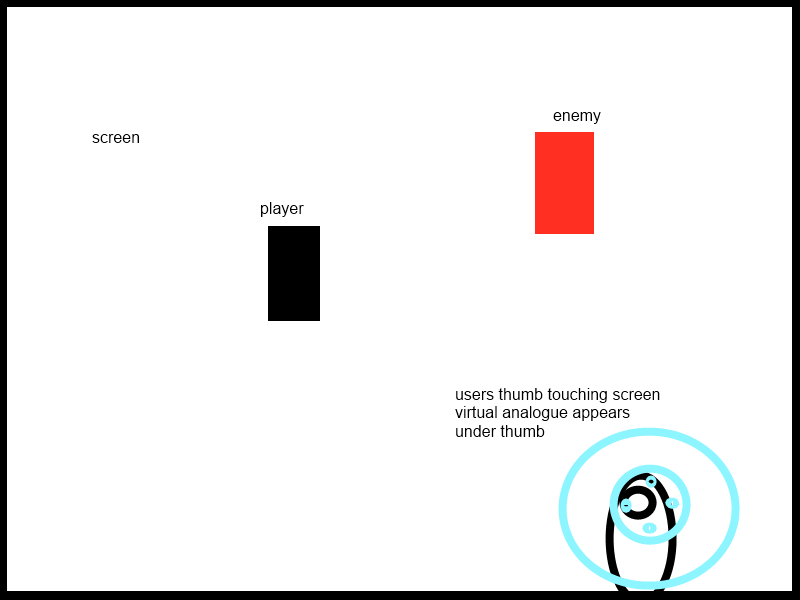 enemy
screen
player
users thumb touching screen
virtual analogue appears
under thumb